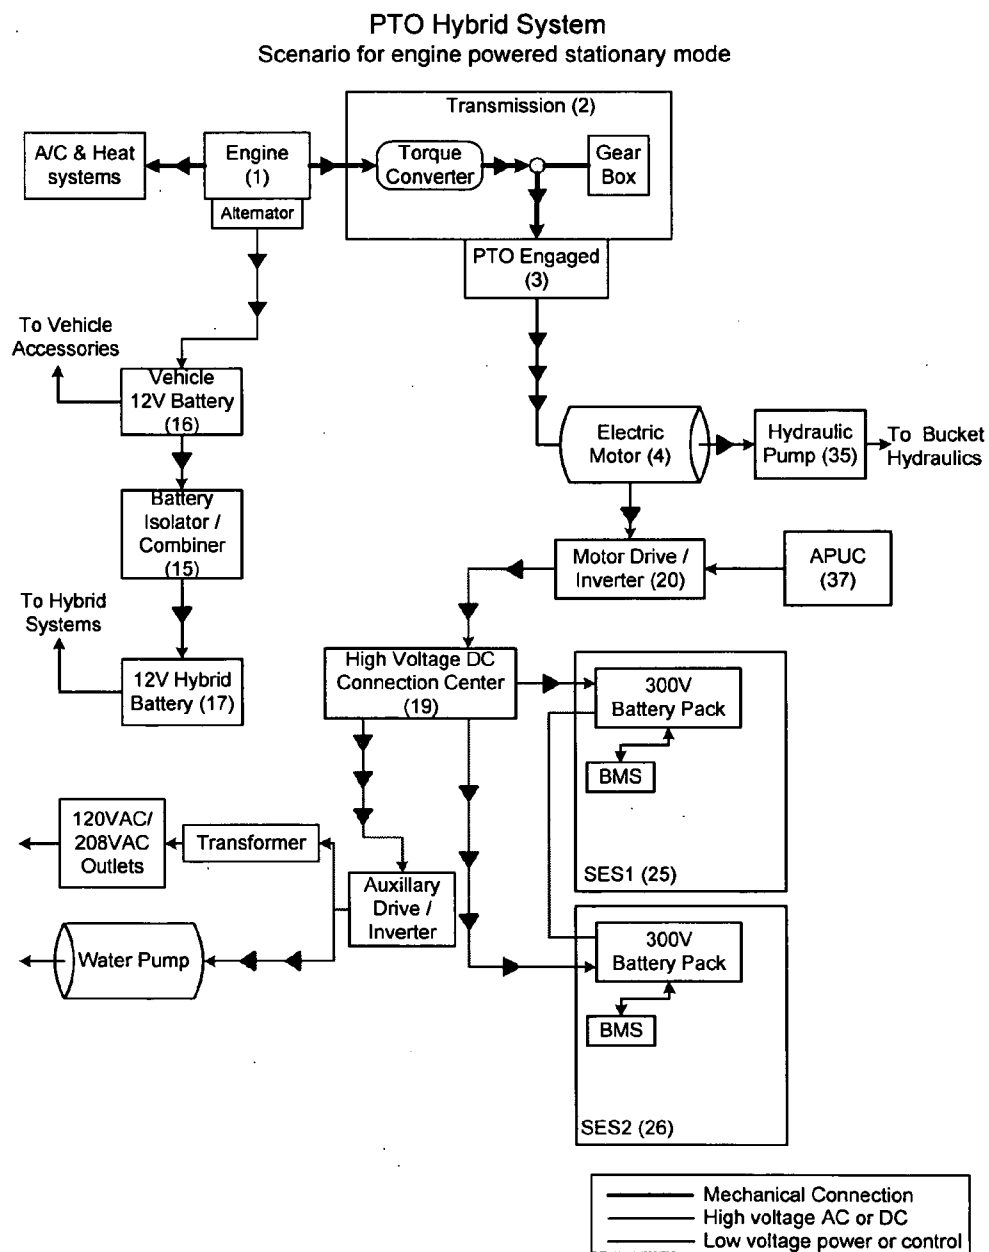 PTO Hybrid System
Scenario for engine powered stationary mode
Transmission (2)
A/C & Heat
systems
Engine
(1)
Alternator
Torque
Converter
Gear
Box
PTO Engaged
(3)
To Vehicle
Accessories
Vehicle
12V Battery
(16)
Electric
Motor (4)
Hydraulic
Pump (35)
To Bucket
Hydraulics
Battery
Isolator /
Combiner
(15)
Motor Drive /
Inverter (20)
APUC
(37)
To Hybrid
Systems
12V Hybrid
Battery (17)
High Voltage DC
Connection Center
(19)
300V
Battery Pack
BMS
SES1 (25)
120VAC/
208VAC
Outlets
Transformer
Auxillary
Drive /
Inverter
Water Pump
300V
Battery Pack
BMS
SES2 (26)
Mechanical Connection
High voltage AC or DC
Low voltage power or control